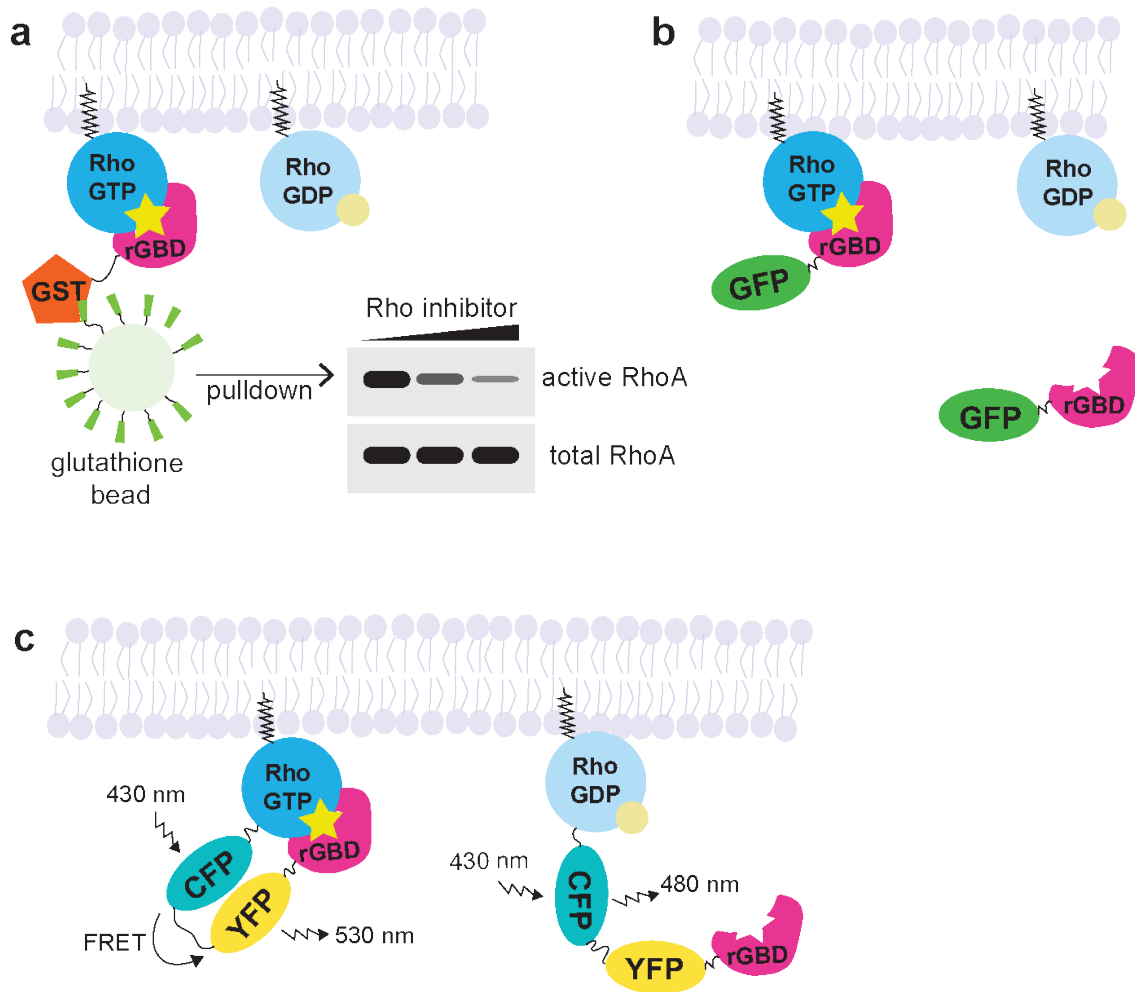 a
Rho
GTP
rGBD
Rho
GDP
GST
glutathione
bead
pulldown
Rho inhibitor
active RhoA
total RhoA
b
Rho
GTP
rGBD
GFP
Rho
GDP
GFP
rGBD
c
430 nm
Rho
GTP
rGBD
CFP
YFP
FRET
530 nm
Rho
GDP
430 nm
CFP
480 nm
YFP
rGBD